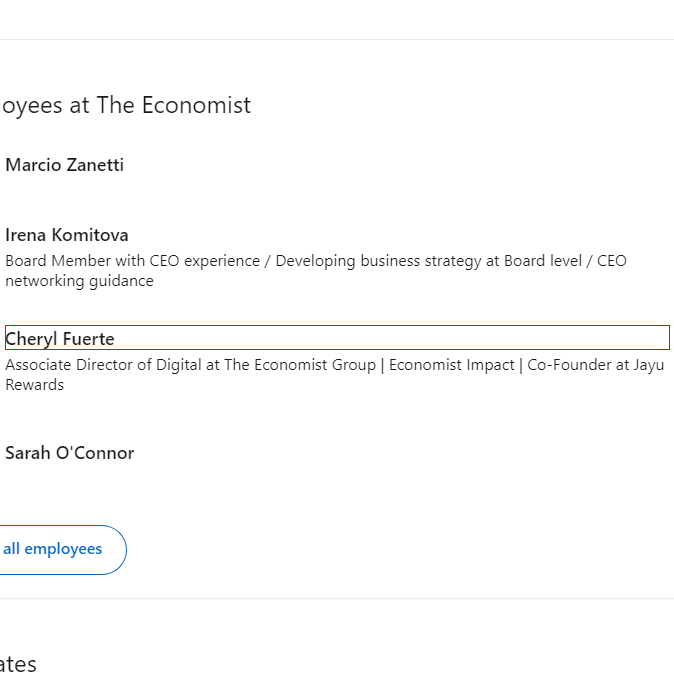 oyees at The Economist
Marcio Zanetti
Irena Komitova
Board Member with CEO experience / Developing business strategy at Board level / CEO
networking guidance
Cheryl Fuerte
Associate Director of Digital at The Economist Group | Economist Impact | Co-Founder at Jayu
Rewards
Sarah O'Connor
all employees
ates